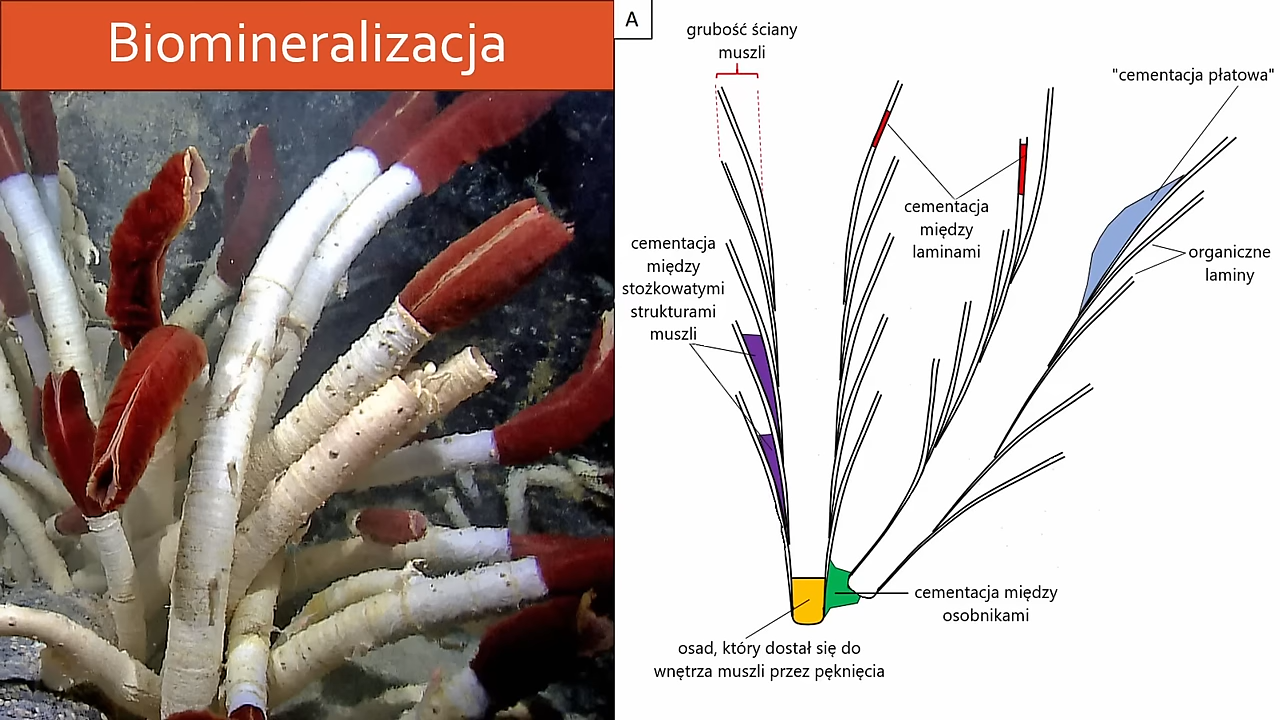 Biomineralizacja
A
grubość ściany
muszli
"cementacja płatowa"
cementacja
między
laminami
cementacja
między
stożkowatymi
strukturami
muszli
organiczne
laminy
cementacja między
osobnikami
osad, który dostał się do
wnętrza muszli przez pęknięcia